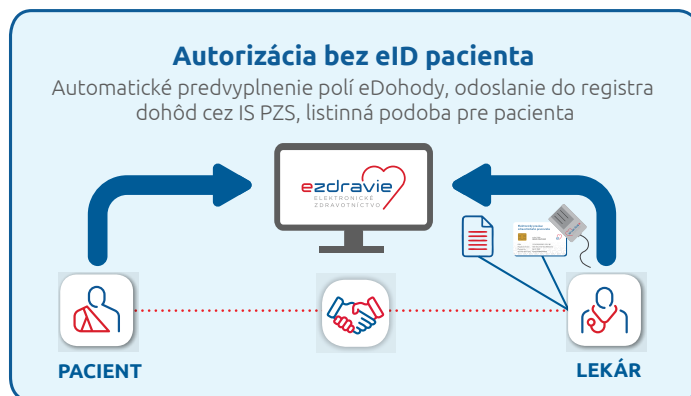 Autorizácia bez eID pacienta
Automatické predvyplnenie polí eDohody, odoslanie do registra
dohôd cez IS PZS, listinná podoba pre pacienta
ezdravie
ELEKTRONICKÉ
ZDRAVOTNÍCTVO
PACIENT
LEKÁR